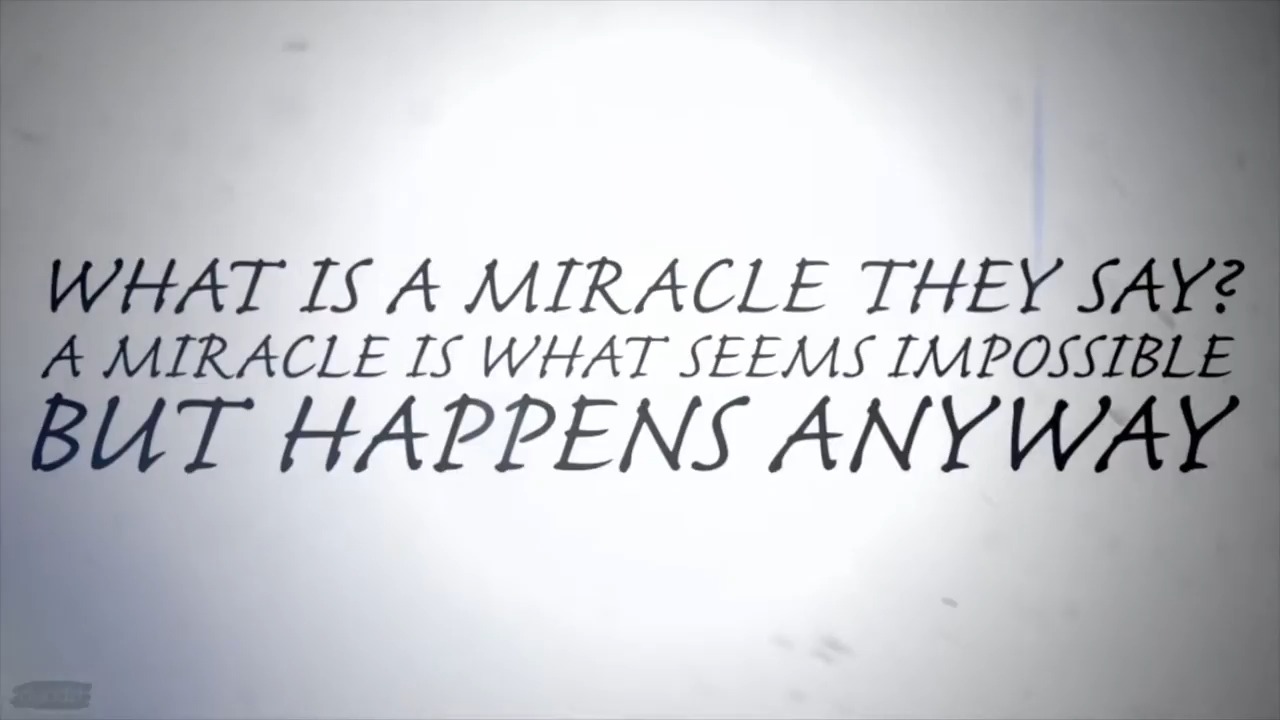 WHAT IS A MIRACLE THEY SAY?
A MIRACLE IS WHAT SEEMS IMPOSSIBLE
BUT HAPPENS ANYWAY